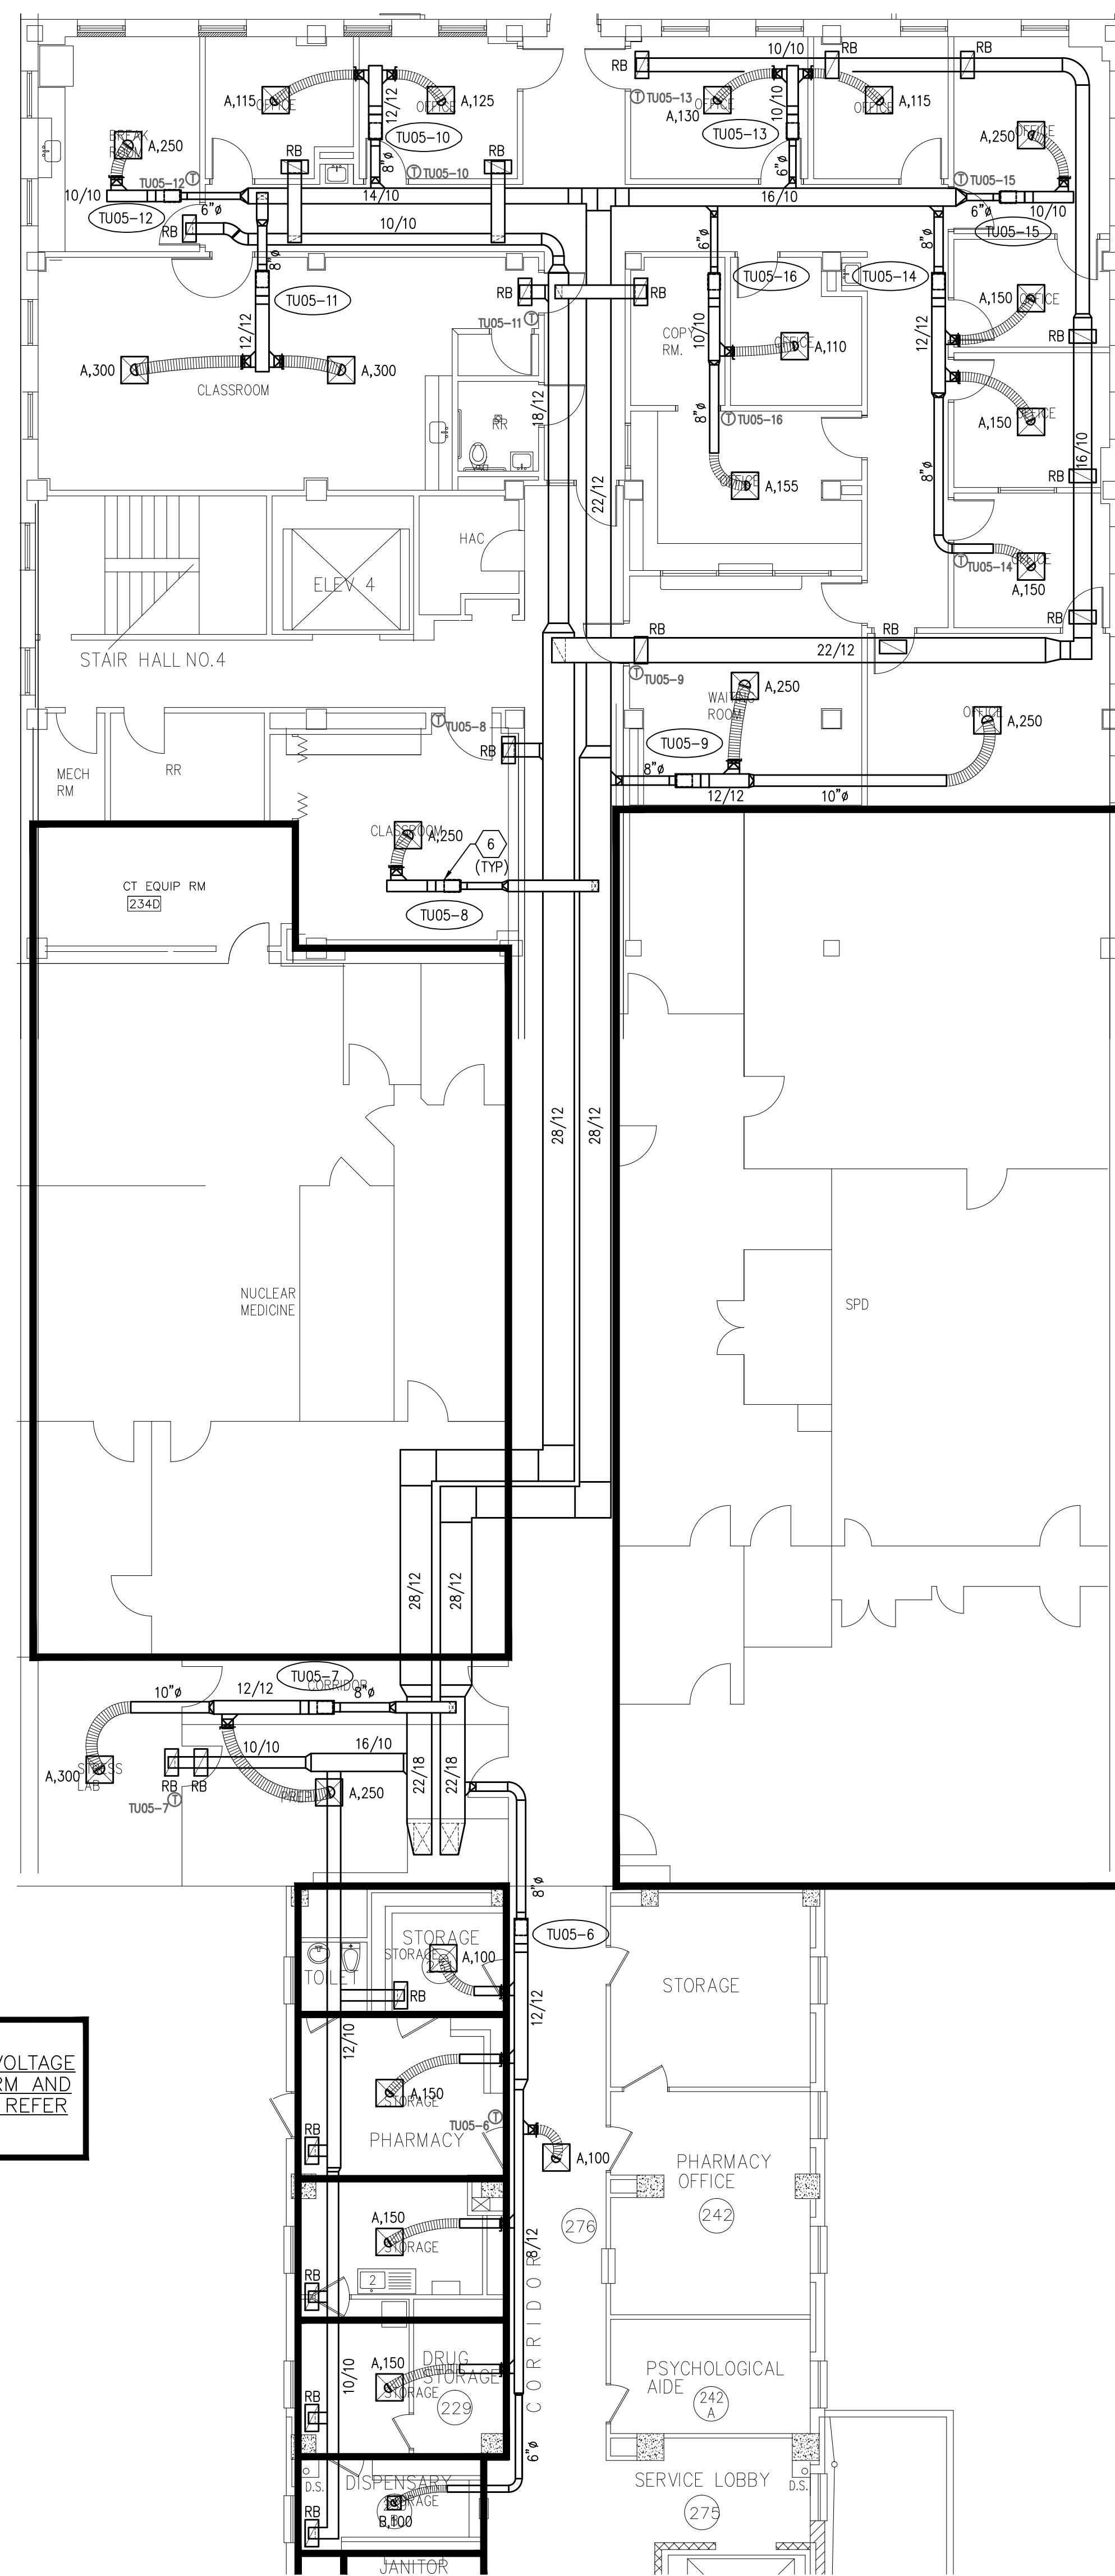 10/10
RB
RB
RB
A,115
OFFICE
12/12
OFFICE
A,125
TU05-13
OFFICE
A,130
10/10
OFFICE
A,115
TU05-10
TU05-13
BREAK
ROOM
A,250
A,250
OFFICE
RB
RB
8"ø
TU05-10
6"ø
TU05-12
TU05-15
10/10
TU05-12
6"ø
14/10
16/10
6"ø
10/10
TU05-15
RB
10/10
6"ø
8"ø
8"ø
TU05-11
RB
RB
TU05-16
TU05-14
A,150
OFFICE
TU05-11
12/12
COPY
RM.
10/10
OFFICE
A,110
12/12
RB
A,300
A,300
CLASSROOM
18/12
RR
8"ø
TU05-16
A,150
OFFICE
16/10
RB
8"ø
OFFICE
A,155
22/12
HAC
ELEV 4
TU05-14
OFFICE
A,150
RB
STAIR HALL NO.4
RB
RB
22/12
TU05-9
WAITING
ROOM
A,250
OFFICE
A,250
TU05-8
RB
TU05-9
MECH
RM
RR
8"ø
12/12
10"ø
CLASSROOM
A,250
6
(TYP)
TU05-8
CT EQUIP RM
234D
28/12
28/12
NUCLEAR
MEDICINE
SPD
28/12
28/12
TU05-7
CORRIDOR
10"ø
12/12
8"ø
10/10
16/10
22/18
22/18
A,300
STRESS
LAB
RB
RB
TU05-7
PREP
A,250
8"ø
TU05-6
STORAGE
STORAGE
A,100
TOILET
RB
STORAGE
12/12
VOLTAGE
RM AND
REFER
12/10
A,150
STORAGE
TU05-6
PHARMACY
RB
A,100
PHARMACY
OFFICE
242
A,150
STORAGE
276
8/12
RB
2
CORRIDOR
10/10
A,150
DRUG
STORAGE
STORAGE
229
RB
PSYCHOLOGICAL
AIDE
242
A
6"ø
D.S.
DISPENSARY
STORAGE
B,100
RB
SERVICE LOBBY
275
D.S.
JANITOR